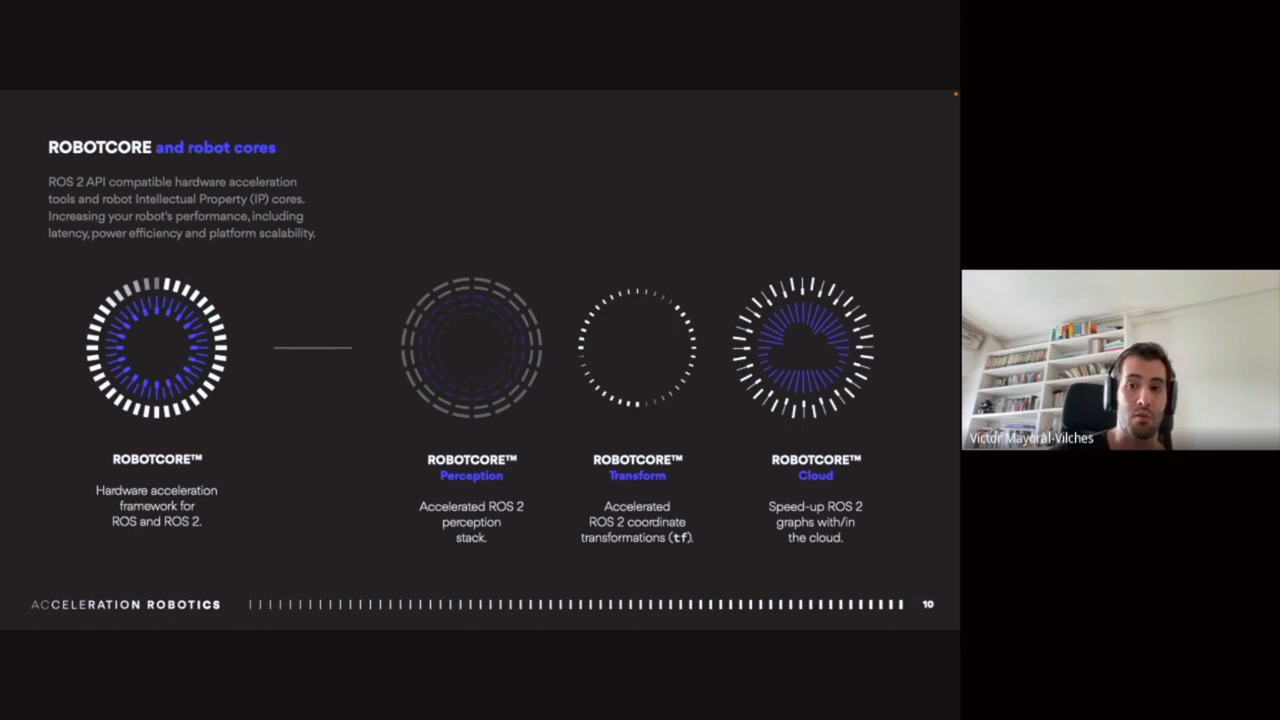 ROBOTCORE and robot cores
ROS 2 API compatible hardware acceleration
tools and robot Intellectual Property (IP) cores.
Increasing your robot's performance, including
latency, power efficiency and platform scalability.
ROBOTCORE™
Hardware acceleration
framework for
ROS and ROS 2.
ROBOTCORE™
Perception
Accelerated ROS 2
perception
stack.
ROBOTCORE™
Transform
Accelerated
ROS 2 coordinate
transformations (tf).
ROBOTCORE™
Cloud
Speed-up ROS 2
graphs with/in
the cloud.
ACCELERATION ROBOTICS
10
Victor Mayoral-Vilches